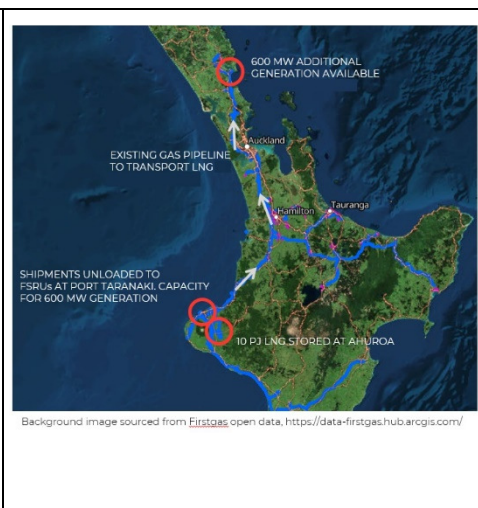 600 MW ADDITIONAL
GENERATION AVAILABLE
Auckland
EXISTING GAS PIPELINE
TO TRANSPORT LNG
Hamilton
Tauranga
SHIPMENTS UNLOADED TO
FSRUs AT PORT TARANAKI. CAPACITY
FOR 600 MW GENERATION
10 PJ LNG STORED AT AHUROA
Background image sourced from Firstgas open data, https://data-firstgas.hub.arcgis.com/